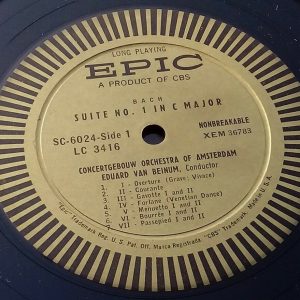 LONG PLAYING
EPIC
A PRODUCT OF CBS
BACH
SUITE NO. 1 IN C MAJOR
SC-6024-Side 1
NONBREAKABLE
LC 3416
XEM 36783
CONCERTGEBOUW ORCHESTRA OF AMSTERDAM
EDUARD VAN BEINUM, Conductor
1. I - Overture (Grave; Vivace)
2. II - Courante
3. III - Gavotte I and II
4. IV - Forlane (Venetian Dance)
5. V - Menuetto I and II
6. VI - Bourrée I and II
7. VII - Passepied I and II
"Epic" Trade Mark Reg. U. S. Pat. Off. Marca Registrada. "CBS" Trademark. Made in U.S.A.